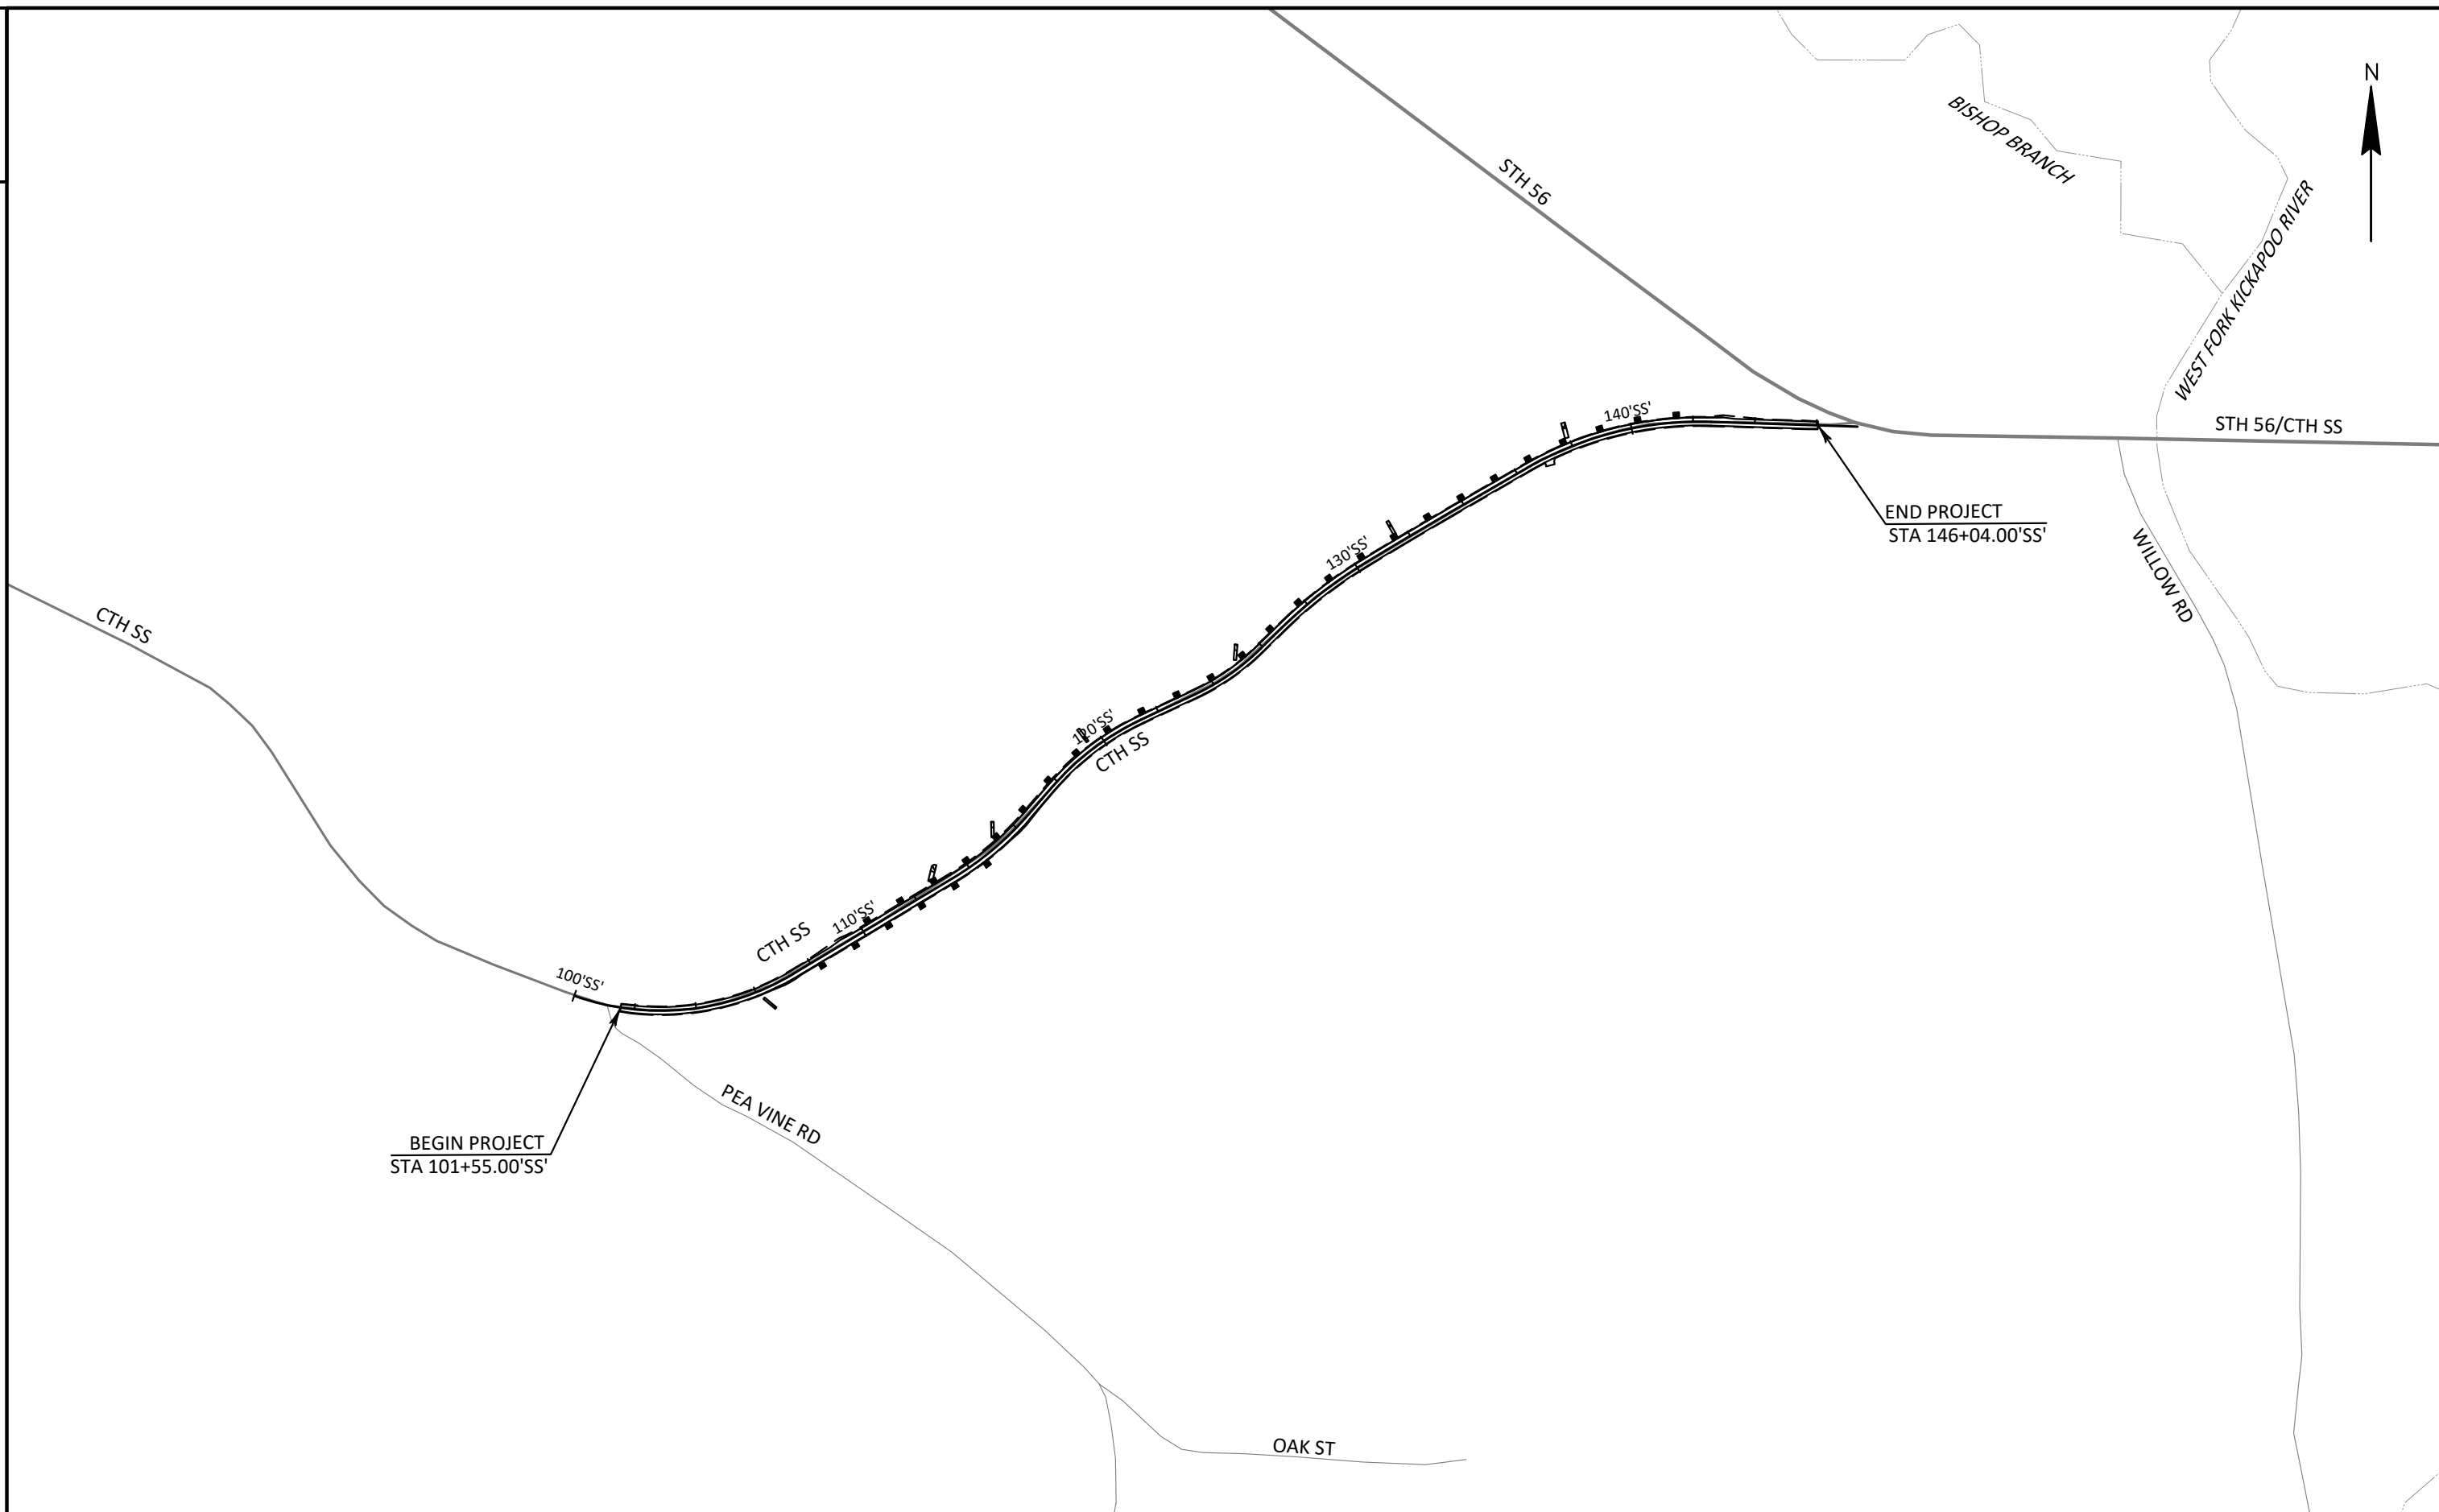 N
BISHOP BRANCH
STH 56
WEST FORK KICKAPOO RIVER
140'SS'
STH 56/CTH SS
END PROJECT
STA 146+04.00'SS'
130'SS'
WILLOW RD
CTH SS
120'SS'
CTH SS
110'SS'
CTH SS
100'SS'
PEA VINE RD
BEGIN PROJECT
STA 101+55.00'SS'
OAK ST